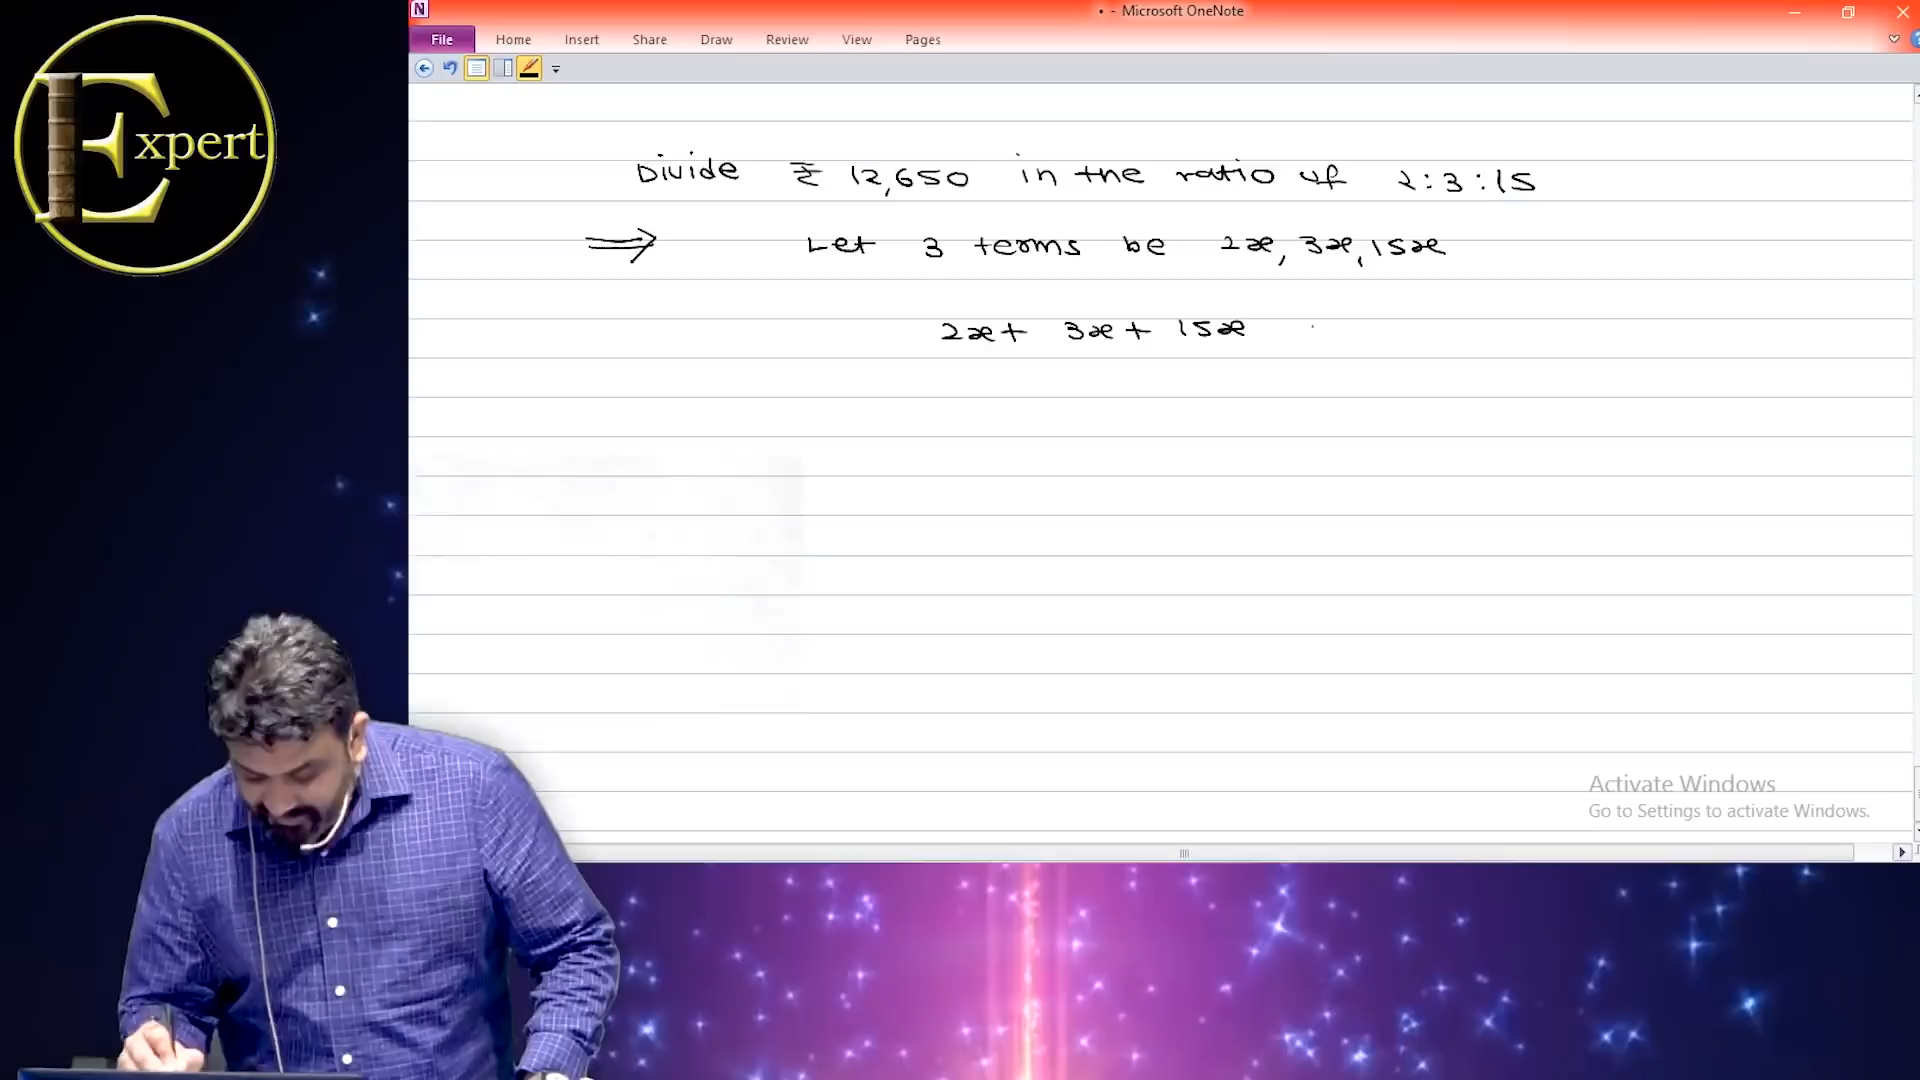 Expert
Microsoft OneNote
File Home Insert Share Draw Review View Pages
Divide ₹ 12,650 in the ratio of 2:3:15
⇒ Let 3 terms be 2x, 3x, 15x
2x + 3x + 15x
Activate Windows
Go to Settings to activate Windows.